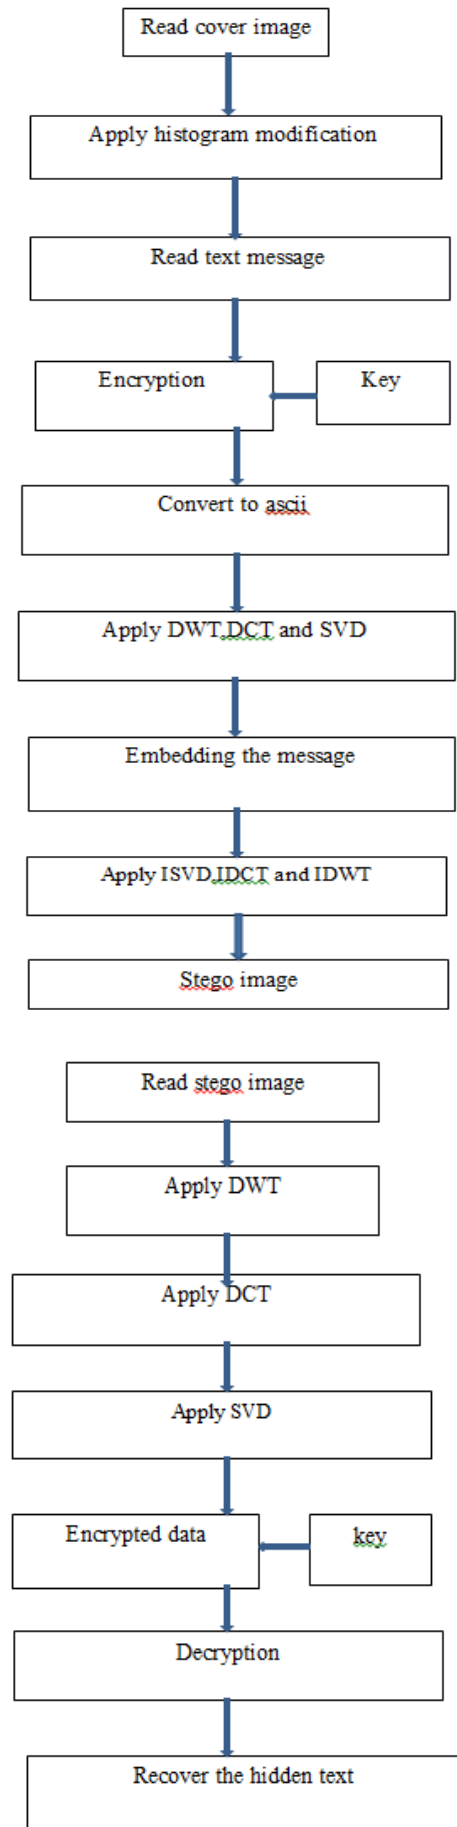 Read cover image
Apply histogram modification
Read text message
Encryption
Key
Convert to ascii
Apply DWT,DCT and SVD
Embedding the message
Apply ISVD,IDCT and IDWT
Stego image
Read stego image
Apply DWT
Apply DCT
Apply SVD
Encrypted data
key
Decryption
Recover the hidden text